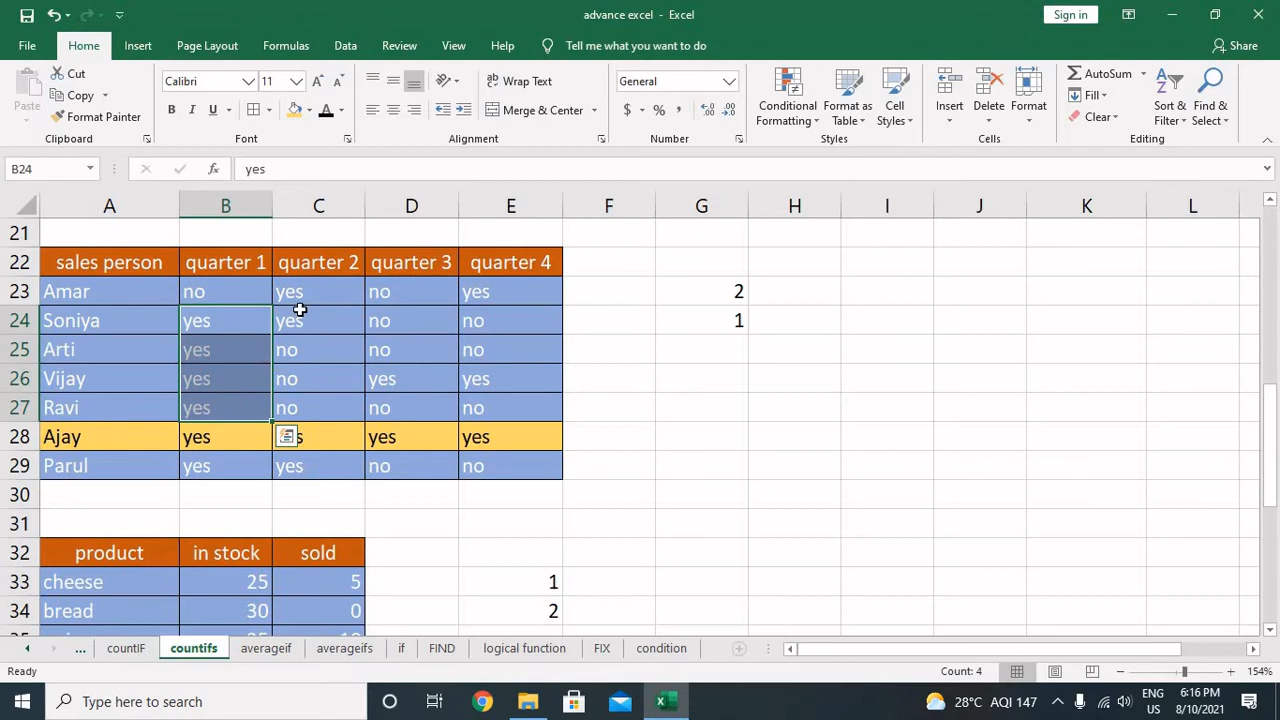 advance excel - Excel
Sign in
File Home Insert Page Layout Formulas Data Review View Help Tell me what you want to do Share
Paste Cut Copy Format Painter Clipboard
Calibri 11 B I U A Font
ab Wrap Text Merge & Center Alignment
General $ % , Number
Conditional Formatting Format as Table Cell Styles Styles
Insert Delete Format Cells
AutoSum Fill Clear Sort & Filter Find & Select Editing
B24 fx yes
A B C D E F G H I J K L
21
22 sales person quarter 1 quarter 2 quarter 3 quarter 4
23 Amar no yes no yes 2
24 Soniya yes yes no no 1
25 Arti yes no no no
26 Vijay yes no yes yes
27 Ravi yes no no no
28 Ajay yes s yes yes
29 Parul yes yes no no
30
31
32 product in stock sold
33 cheese 25 5 1
34 bread 30 0 2
... countIF countifs averageif averageifs if FIND logical function FIX condition
Ready Count: 4 154%
Type here to search 28°C AQI 147 ENG US 6:16 PM 8/10/2021